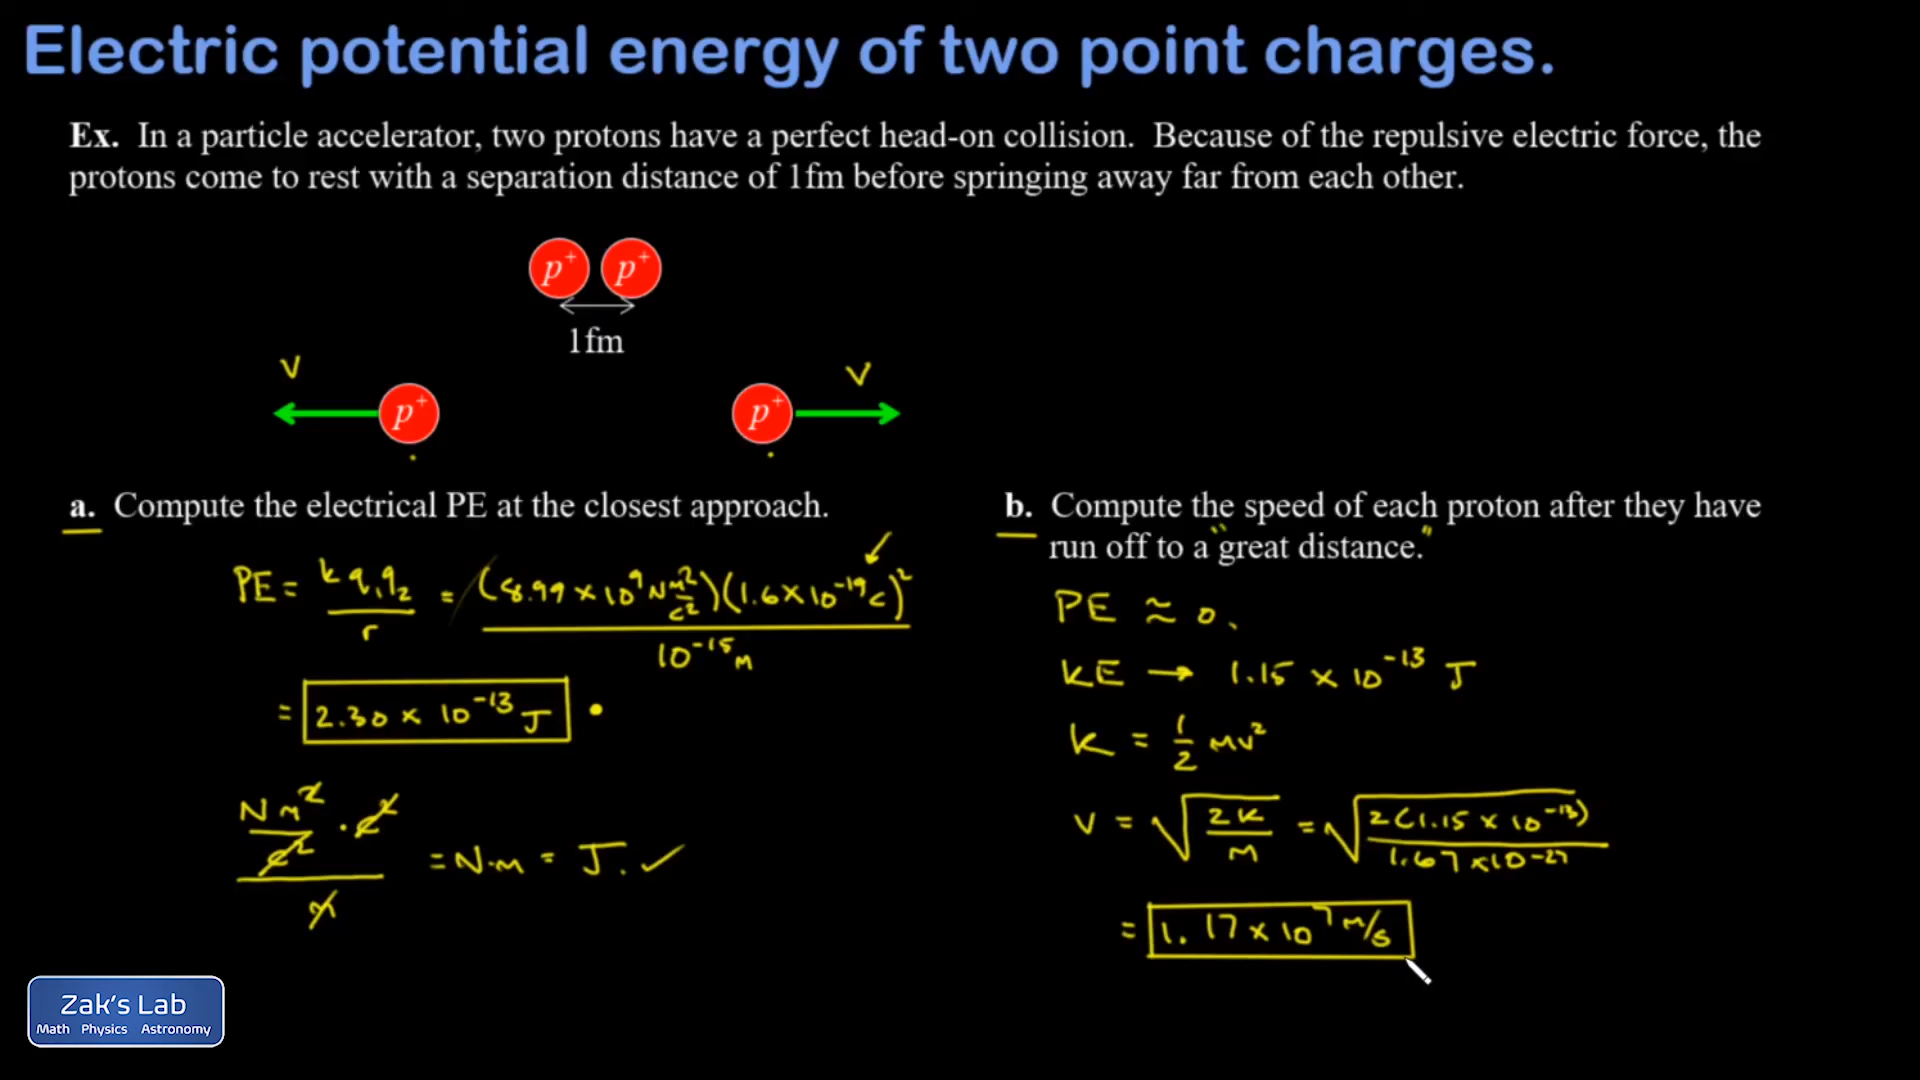 Electric potential energy of two point charges.
Ex. In a particle accelerator, two protons have a perfect head-on collision. Because of the repulsive electric force, the
protons come to rest with a separation distance of 1fm before springing away far from each other.
p⁺ p⁺
1fm
v v
p⁺ p⁺
a. Compute the electrical PE at the closest approach.
PE = k q₁q₂ / r = (8.99 × 10⁹ N m²/C²)(1.6 × 10⁻¹⁹ C)² / 10⁻¹⁵ m
= 2.30 × 10⁻¹³ J
N m²/C² · C² / m = N·m = J. ✓
b. Compute the speed of each proton after they have
run off to a "great distance."
PE ≈ 0.
KE → 1.15 × 10⁻¹³ J
K = 1/2 mv²
v = √(2K/m) = √(2(1.15 × 10⁻¹³) / 1.67 × 10⁻²⁷)
= 1.17 × 10⁷ m/s
Zak's Lab
Math Physics Astronomy